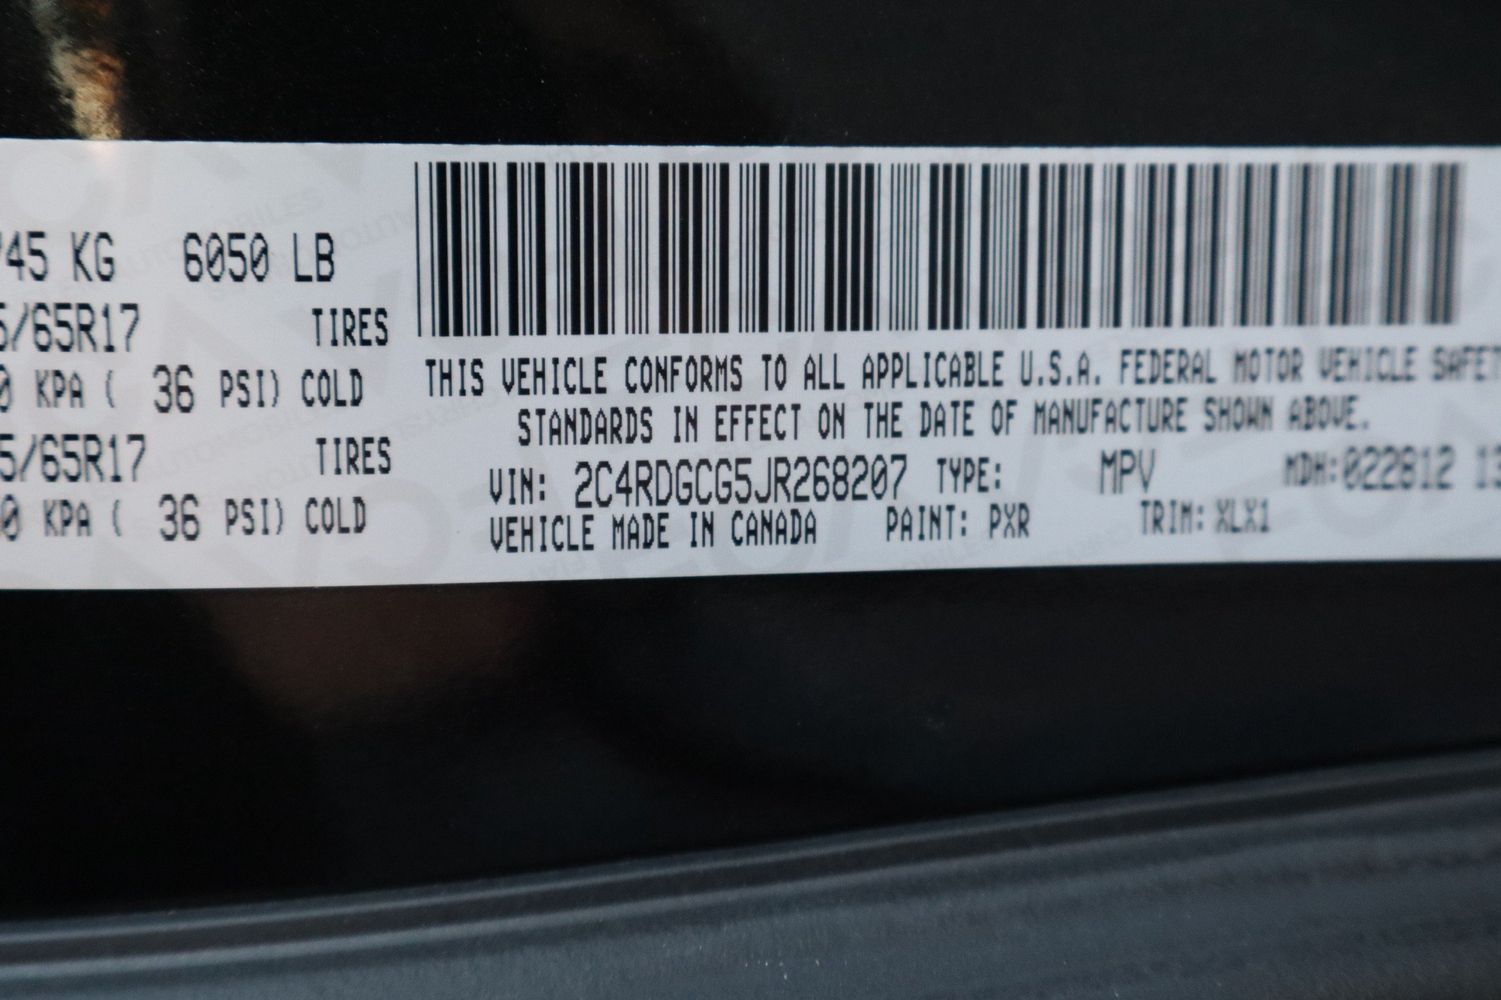 745 KG 6050 LB
5/65R17 TIRES
0 KPA ( 36 PSI) COLD
5/65R17 TIRES
0 KPA ( 36 PSI) COLD
THIS VEHICLE CONFORMS TO ALL APPLICABLE U.S.A. FEDERAL MOTOR VEHICLE SAFET
STANDARDS IN EFFECT ON THE DATE OF MANUFACTURE SHOWN ABOVE.
VIN: 2C4RDGCG5JR268207 TYPE: MPV MDH:022812 13
VEHICLE MADE IN CANADA PAINT: PXR TRIM: XLX1